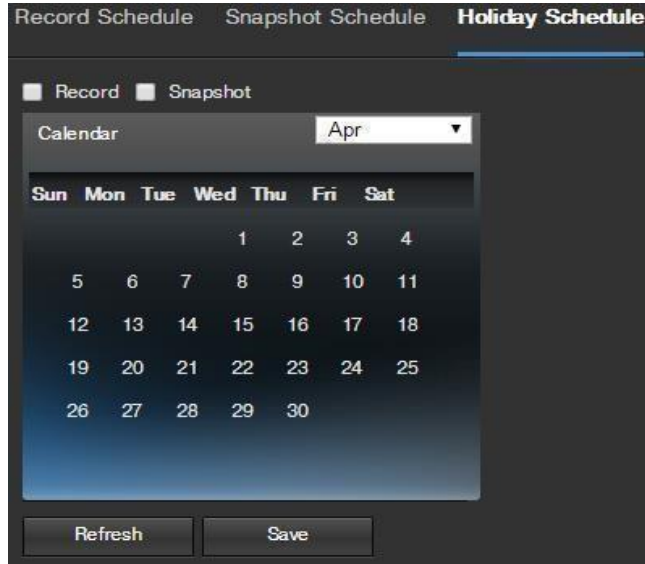 Record Schedule Snapshot Schedule Holiday Schedule
Record Snapshot
Calendar Apr
Sun Mon Tue Wed Thu Fri Sat
1 2 3 4
5 6 7 8 9 10 11
12 13 14 15 16 17 18
19 20 21 22 23 24 25
26 27 28 29 30
Refresh Save